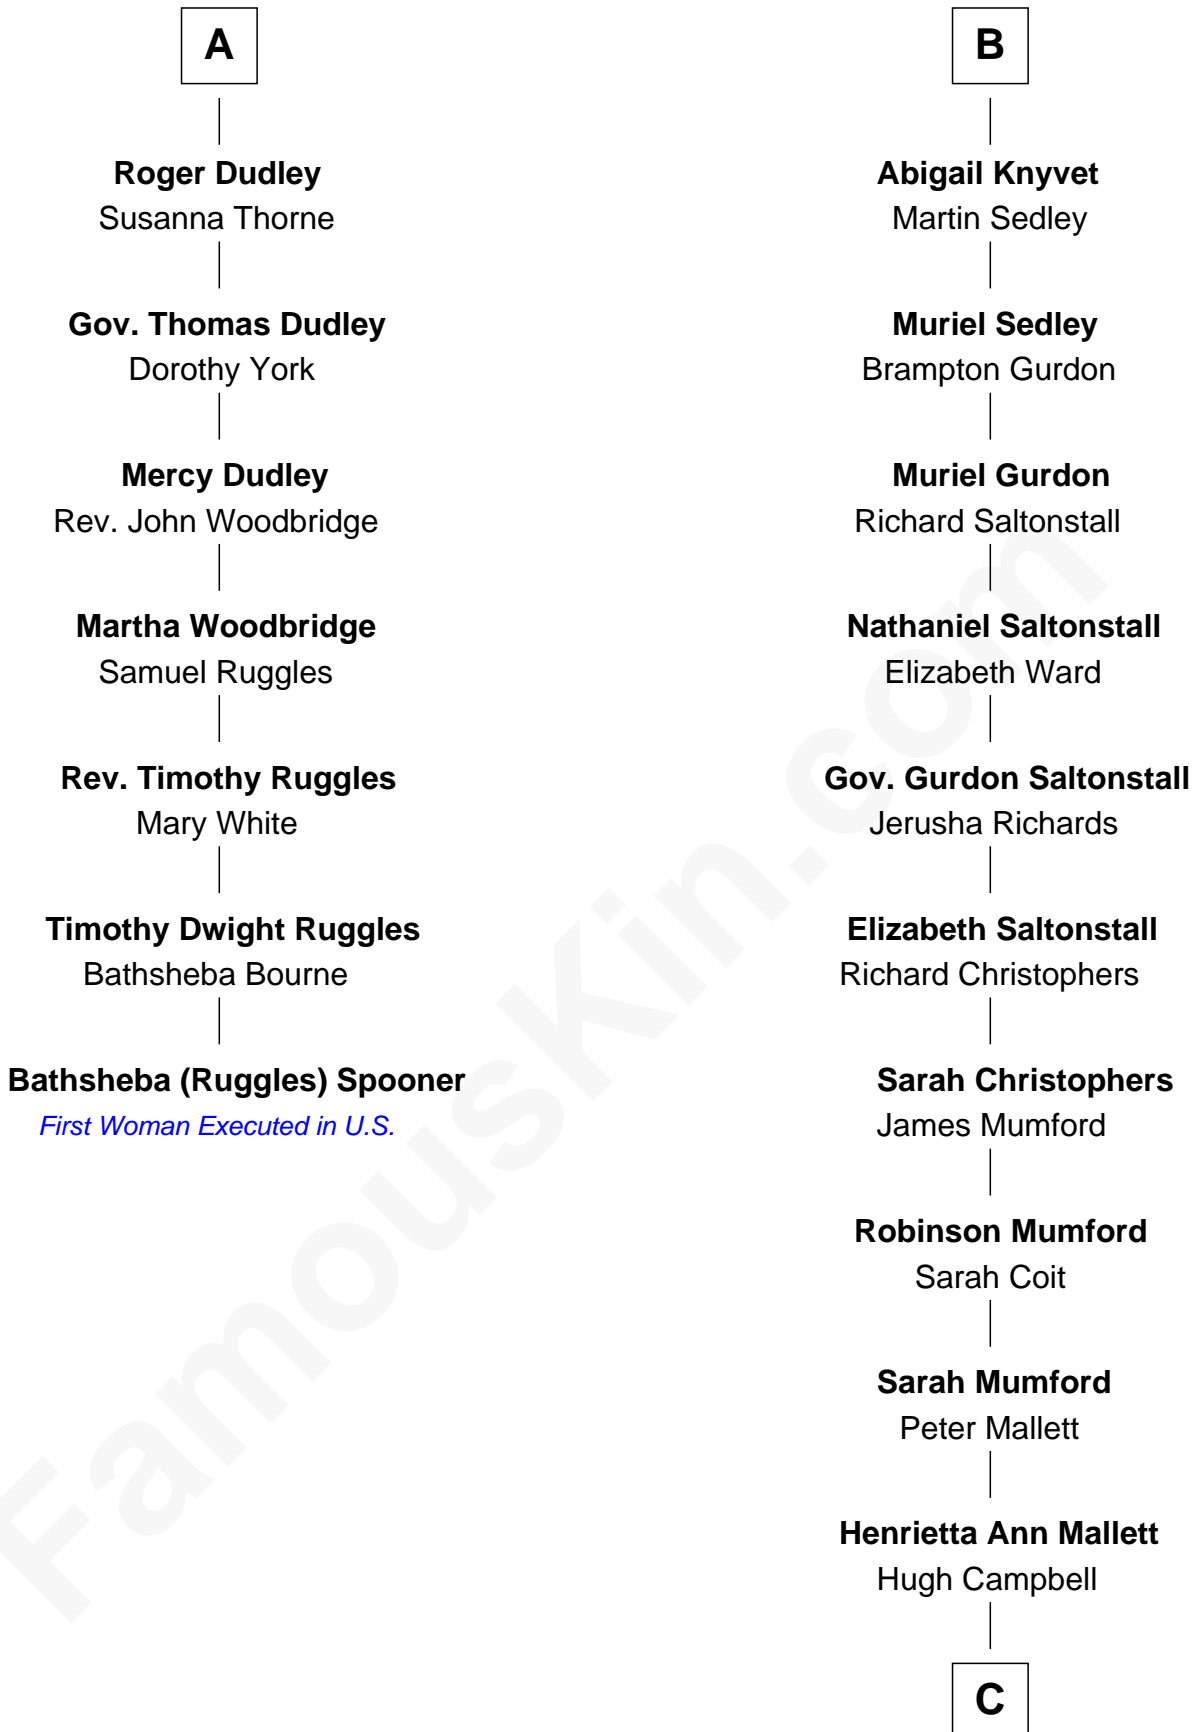 A
Roger Dudley
Susanna Thorne
Gov. Thomas Dudley
Dorothy York
Mercy Dudley
Rev. John Woodbridge
Martha Woodbridge
Samuel Ruggles
Rev. Timothy Ruggles
Mary White
Timothy Dwight Ruggles
Bathsheba Bourne
Bathsheba (Ruggles) Spooner
First Woman Executed in U.S.
B
Abigail Knyvet
Martin Sedley
Muriel Sedley
Brampton Gurdon
Muriel Gurdon
Richard Saltonstall
Nathaniel Saltonstall
Elizabeth Ward
Gov. Gurdon Saltonstall
Jerusha Richards
Elizabeth Saltonstall
Richard Christophers
Sarah Christophers
James Mumford
Robinson Mumford
Sarah Coit
Sarah Mumford
Peter Mallett
Henrietta Ann Mallett
Hugh Campbell
C
FamousKin.com